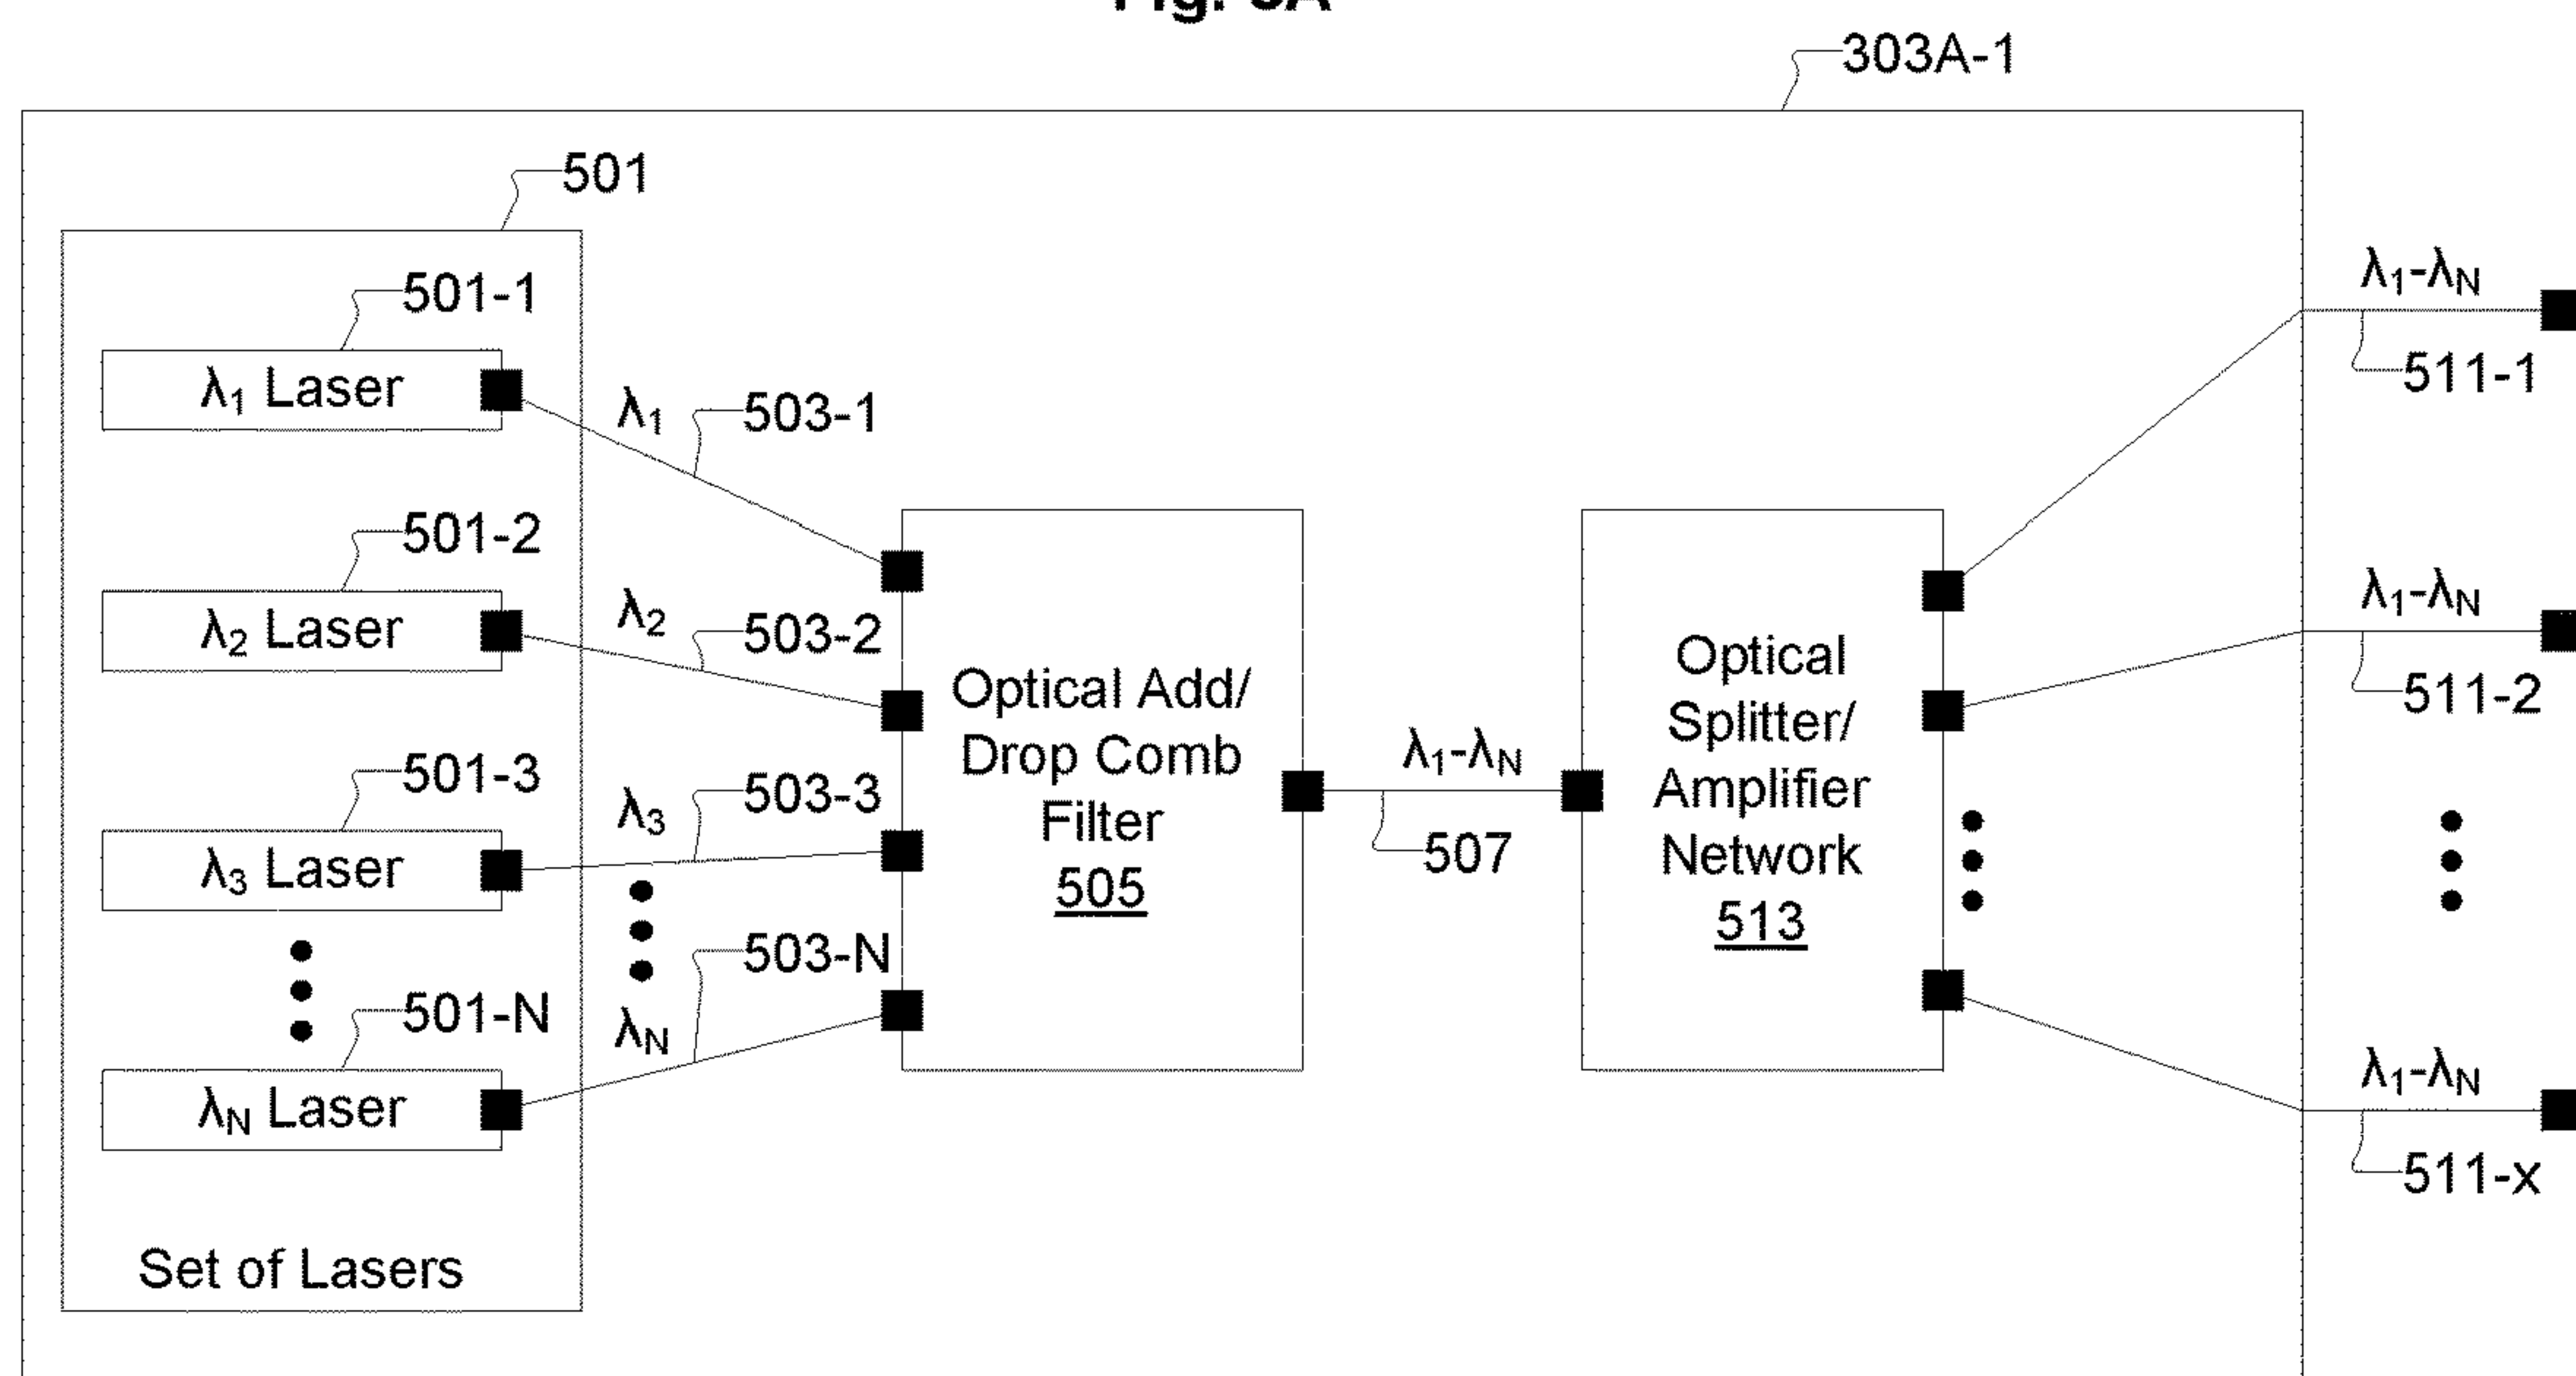 303A-1
501
501-1
λ1 Laser
λ1
503-1
501-2
λ2 Laser
λ2
503-2
501-3
λ3 Laser
λ3
503-3
501-N
λN Laser
λN
503-N
Set of Lasers
Optical Add/
Drop Comb
Filter
505
λ1-λN
507
Optical
Splitter/
Amplifier
Network
513
λ1-λN
511-1
λ1-λN
511-2
λ1-λN
511-x